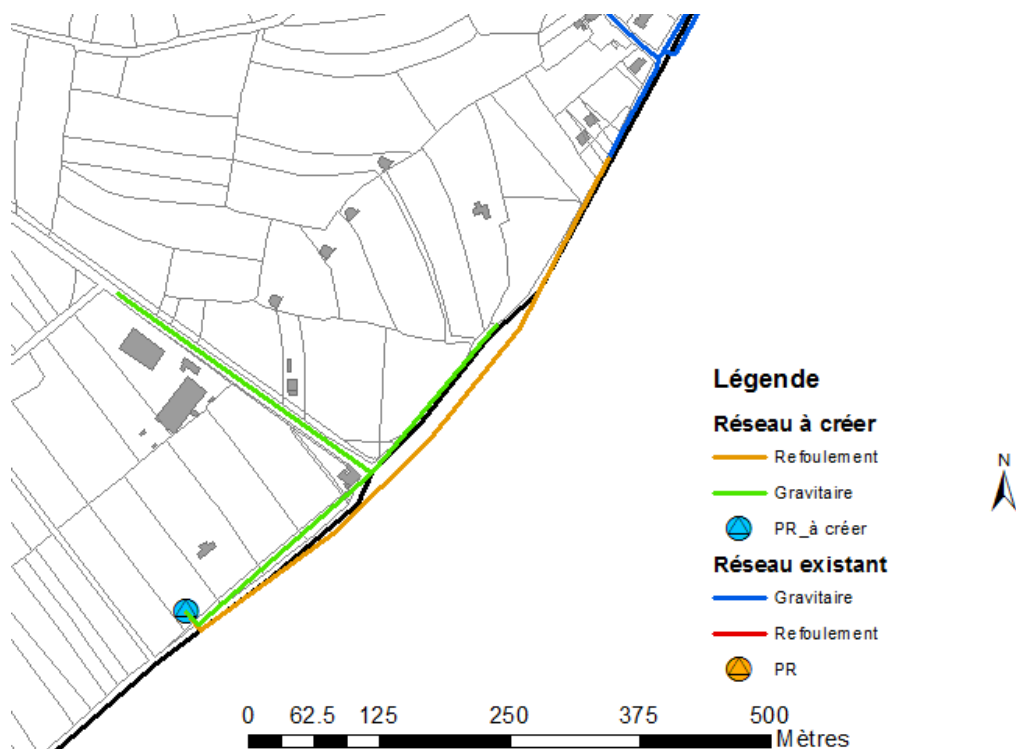 Légende
Réseau à créer
Refoulement
Gravitaire
PR_à créer
Réseau existant
Gravitaire
Refoulement
PR
N
0 62.5 125 250 375 500
Mètres